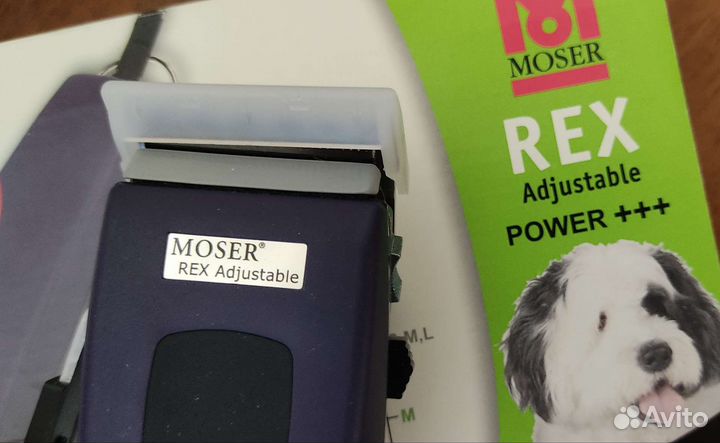 MOSER
REX
Adjustable
POWER +++
MOSER®
REX Adjustable
M,L
M
Avito